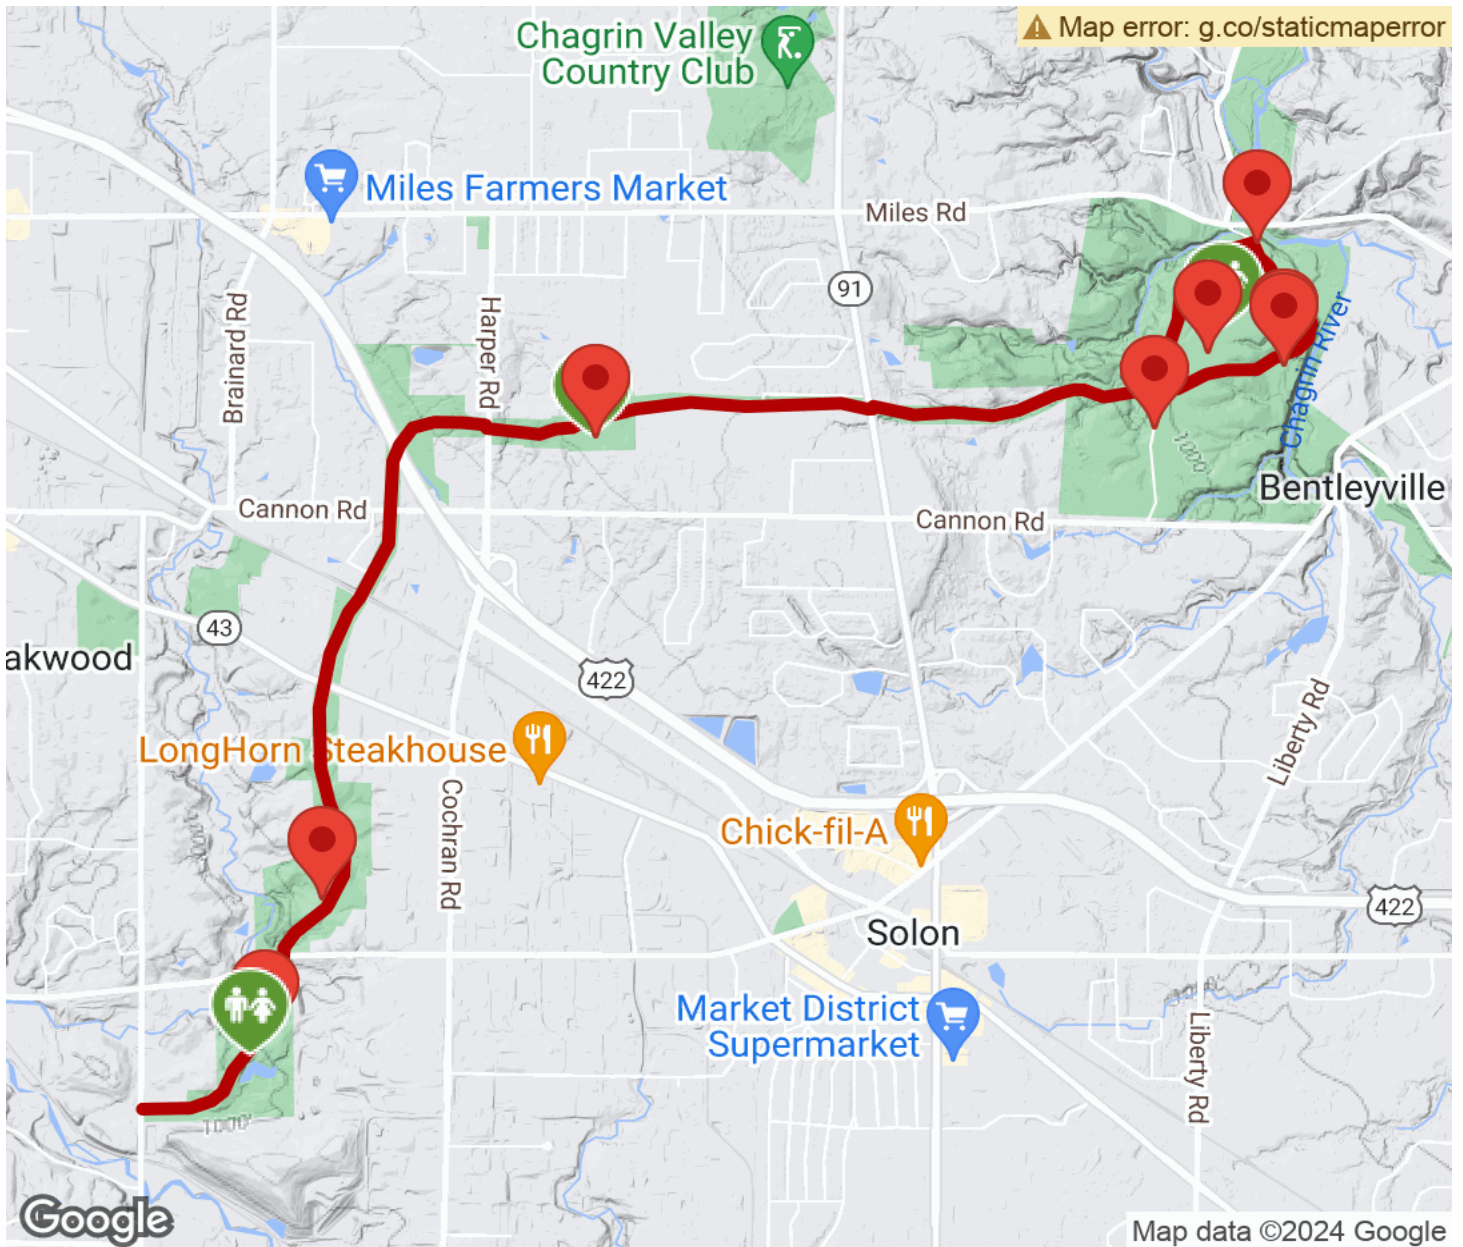 Map error: g.co/staticmaperror
Chagrin Valley
Country Club
Miles Farmers Market
Miles Rd
91
Brainard Rd
Harper Rd
Chagrin River
1000'
Bentleyville
Cannon Rd
Cannon Rd
43
akwood
422
Liberty Rd
LongHorn Steakhouse
Cochran Rd
Chick-fil-A
422
Solon
Market District
Supermarket
Liberty Rd
1000'
Google
Map data ©2024 Google